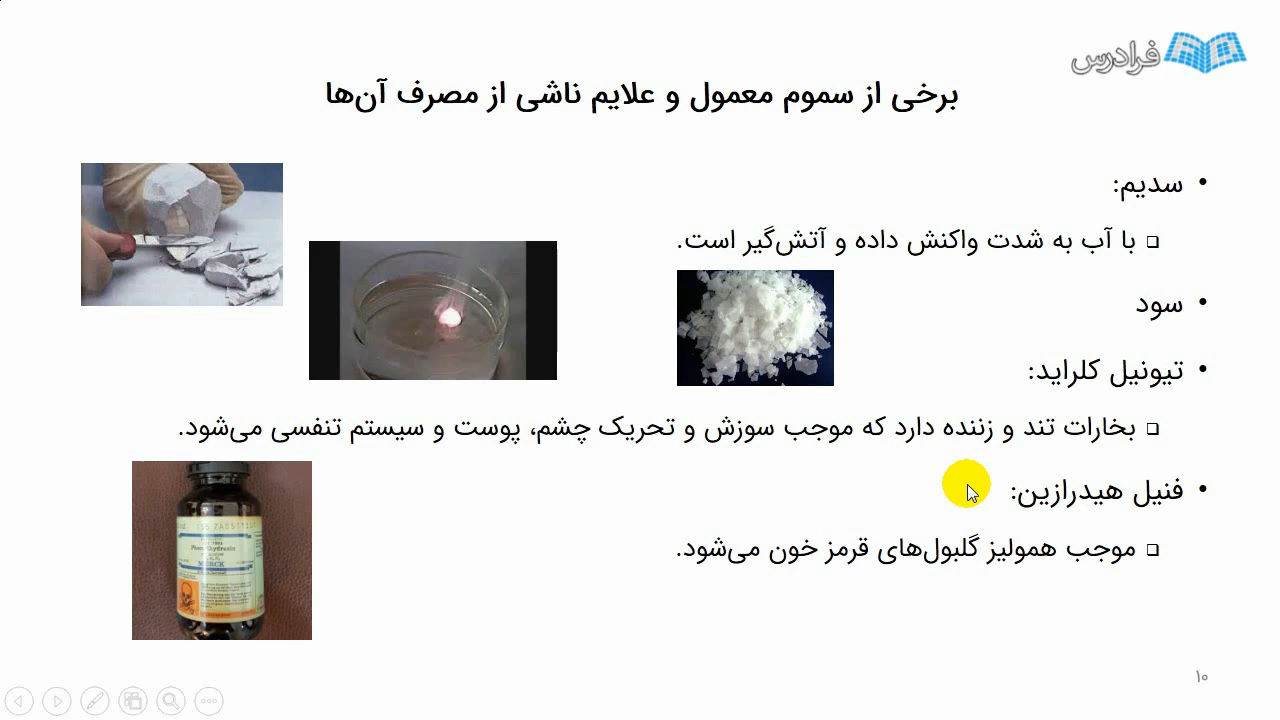 فرادرس
برخی از سموم معمول و علایم ناشی از مصرف آن‌ها
• سدیم:
❑ با آب به شدت واکنش داده و آتش‌گیر است.
• سود
• تیونیل کلراید:
❑ بخارات تند و زننده دارد که موجب سوزش و تحریک چشم، پوست و سیستم تنفسی می‌شود.
• فنیل هیدرازین:
❑ موجب همولیز گلبول‌های قرمز خون می‌شود.
MERCK
۱۰